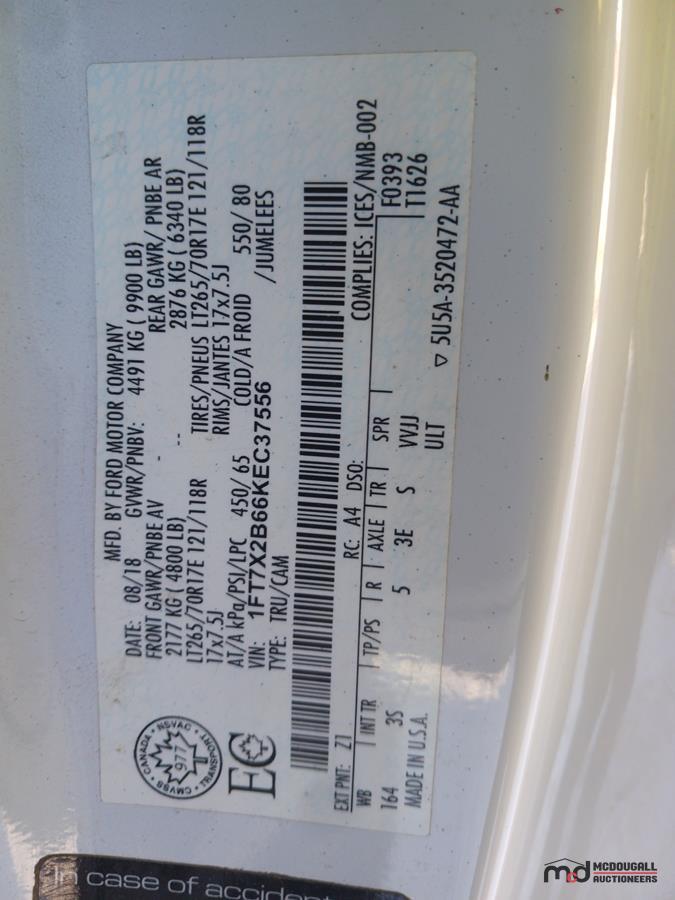 MFD. BY FORD MOTOR COMPANY
DATE: 08/18 GVWR/PNBV: 4491 KG ( 9900 LB)
FRONT GAWR/PNBE AV - REAR GAWR/ PNBE AR
2177 KG ( 4800 LB) -- 2876 KG ( 6340 LB)
LT265/70R17E 121/118R TIRES/PNEUS LT265/70R17E 121/118R
17x7.5J RIMS/JANTES 17x7.5J
AT/A kPa/PSI/LPC 450/ 65 COLD/A FROID 550/ 80
VIN: 1FT7X2B66KEC37556 /JUMELEES
TYPE: TRU/CAM
CMVSS · CANADA · NSVAC · TRANSPORT
977
EC
EXT PNT: Z1 RC: A4 DSO: COMPLIES: ICES/NMB-002
WB INT TR TP/PS R AXLE TR SPR F0393
164 3S 5 3E S VVJJ T1626
MADE IN U.S.A. ULT ▽ 5U5A-3520472-AA
In case of accident
md MCDOUGALL
AUCTIONEERS